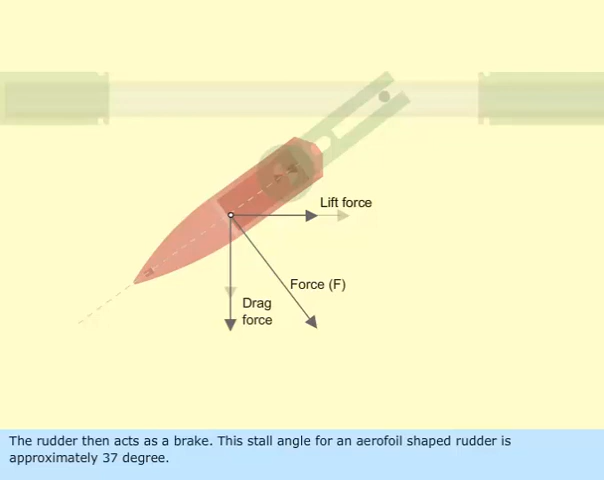 Lift force
Force (F)
Drag
force
The rudder then acts as a brake. This stall angle for an aerofoil shaped rudder is
approximately 37 degree.